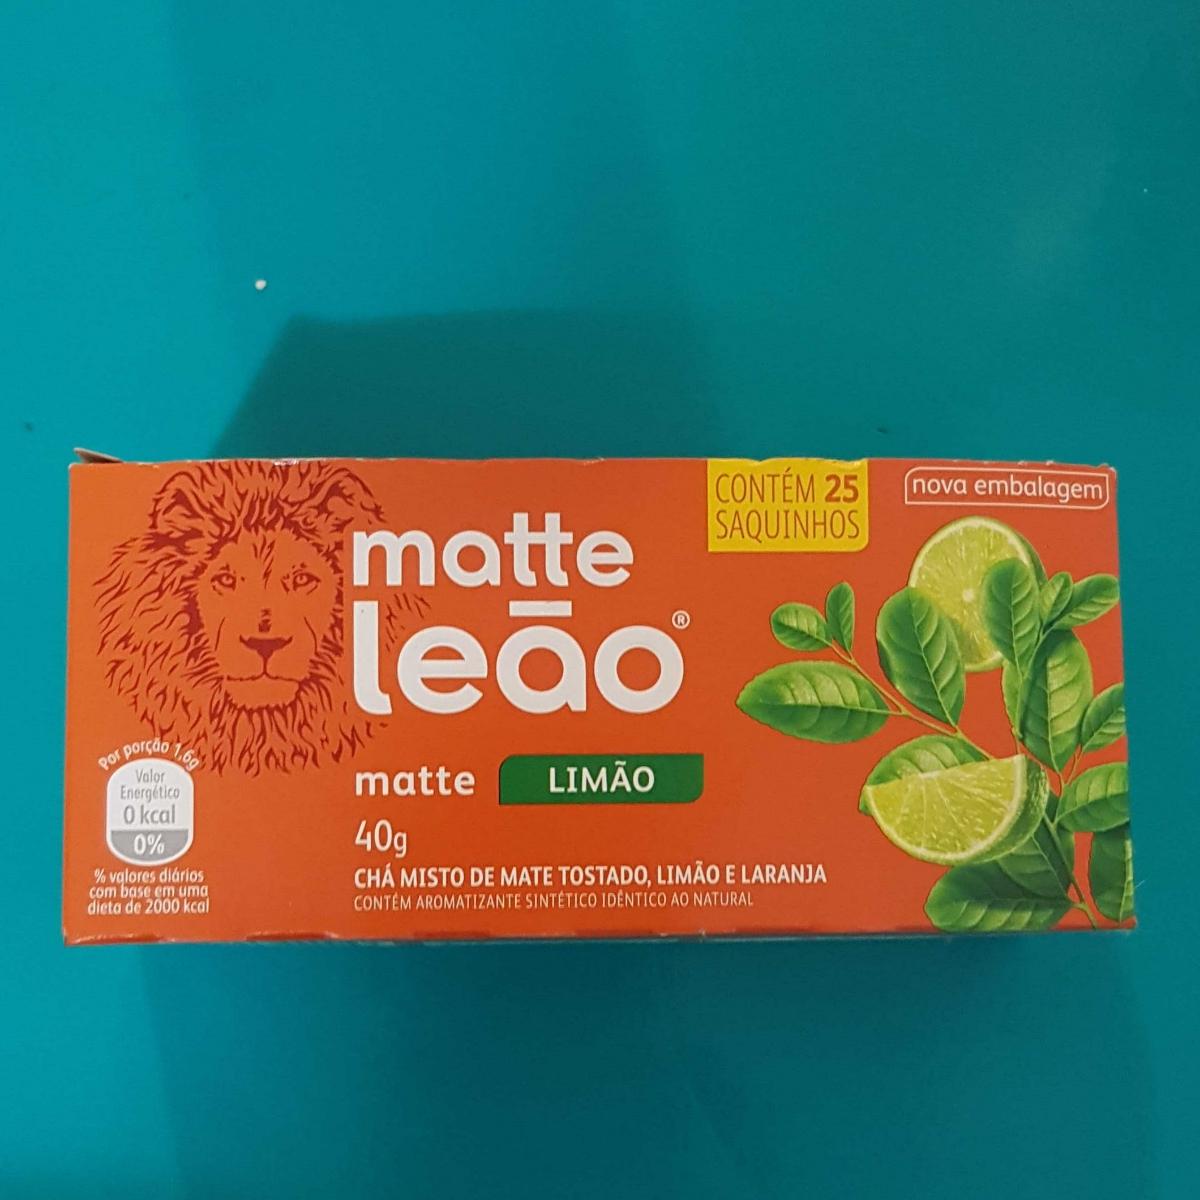 CONTÉM 25
SAQUINHOS
nova embalagem
matte
leão®
Por porção 1,6g
Valor
Energético
0 kcal
0%
% valores diários
com base em uma
dieta de 2000 kcal
matte LIMÃO
40g
CHÁ MISTO DE MATE TOSTADO, LIMÃO E LARANJA
CONTÉM AROMATIZANTE SINTÉTICO IDÊNTICO AO NATURAL